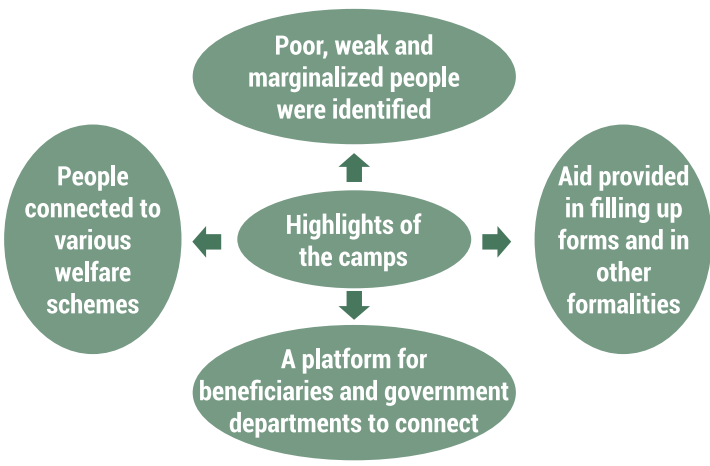 Poor, weak and
marginalized people
were identified
People
connected to
various
welfare
schemes
Highlights of
the camps
Aid provided
in filling up
forms and in
other
formalities
A platform for
beneficiaries and government
departments to connect